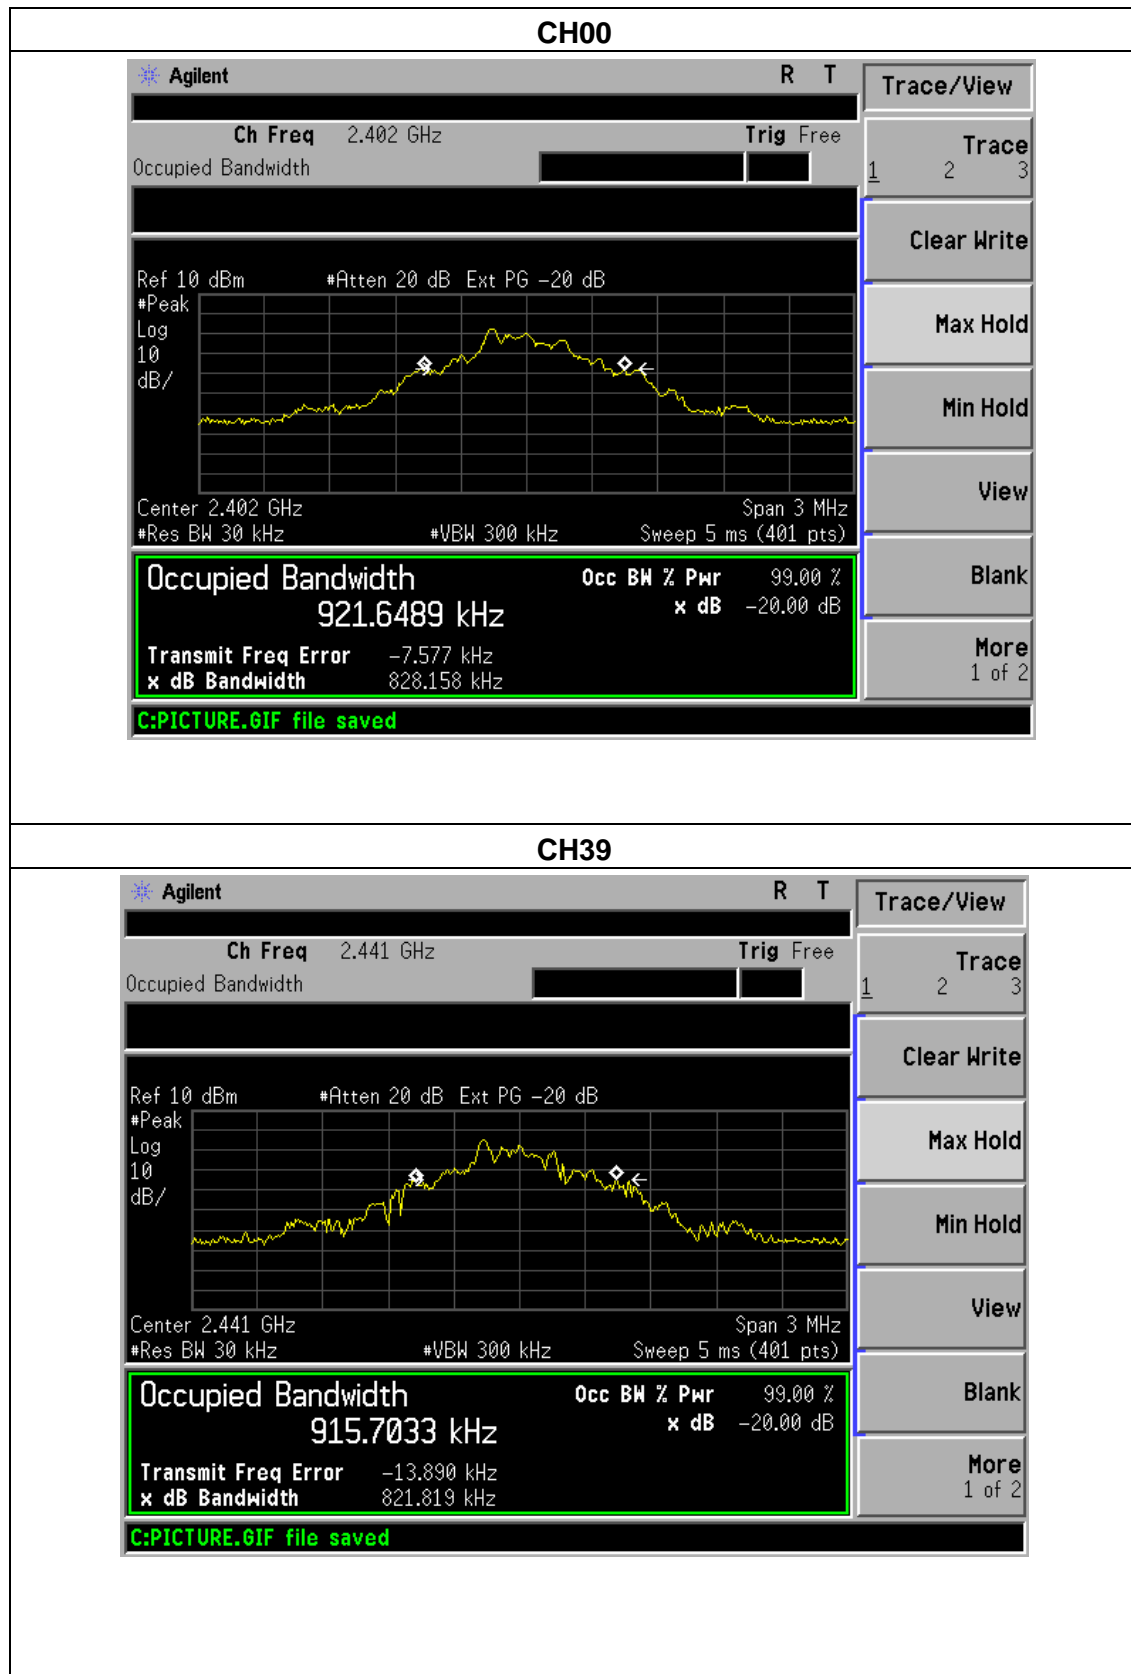 CH00
Agilent R T
Trace/View
Ch Freq 2.402 GHz Trig Free
Occupied Bandwidth
Trace
1 2 3
Clear Write
Max Hold
Min Hold
View
Blank
More
1 of 2
Ref 10 dBm #Atten 20 dB Ext PG -20 dB
#Peak
Log
10
dB/
Center 2.402 GHz Span 3 MHz
#Res BW 30 kHz #VBW 300 kHz Sweep 5 ms (401 pts)
Occupied Bandwidth Occ BW % Pwr 99.00 %
921.6489 kHz x dB -20.00 dB
Transmit Freq Error -7.577 kHz
x dB Bandwidth 828.158 kHz
C:PICTURE.GIF file saved
CH39
Agilent R T
Trace/View
Ch Freq 2.441 GHz Trig Free
Occupied Bandwidth
Trace
1 2 3
Clear Write
Max Hold
Min Hold
View
Blank
More
1 of 2
Ref 10 dBm #Atten 20 dB Ext PG -20 dB
#Peak
Log
10
dB/
Center 2.441 GHz Span 3 MHz
#Res BW 30 kHz #VBW 300 kHz Sweep 5 ms (401 pts)
Occupied Bandwidth Occ BW % Pwr 99.00 %
915.7033 kHz x dB -20.00 dB
Transmit Freq Error -13.890 kHz
x dB Bandwidth 821.819 kHz
C:PICTURE.GIF file saved